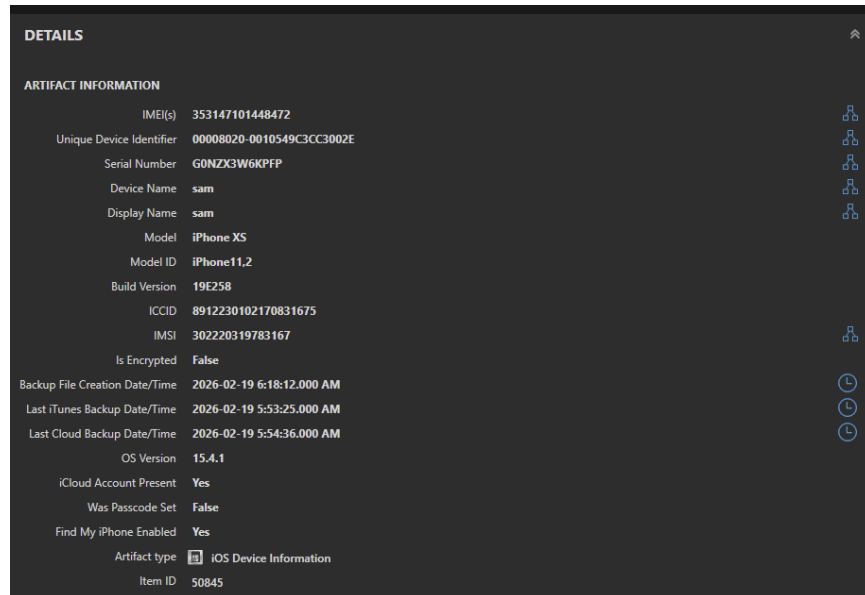 DETAILS
ARTIFACT INFORMATION
IMEI(s) 353147101448472
Unique Device Identifier 00008020-0010549C3CC3002E
Serial Number G0NZX3W6KPFP
Device Name sam
Display Name sam
Model iPhone XS
Model ID iPhone11,2
Build Version 19E258
ICCID 8912230102170831675
IMSI 302220319783167
Is Encrypted False
Backup File Creation Date/Time 2026-02-19 6:18:12.000 AM
Last iTunes Backup Date/Time 2026-02-19 5:53:25.000 AM
Last Cloud Backup Date/Time 2026-02-19 5:54:36.000 AM
OS Version 15.4.1
iCloud Account Present Yes
Was Passcode Set False
Find My iPhone Enabled Yes
Artifact type iOS Device Information
Item ID 50845